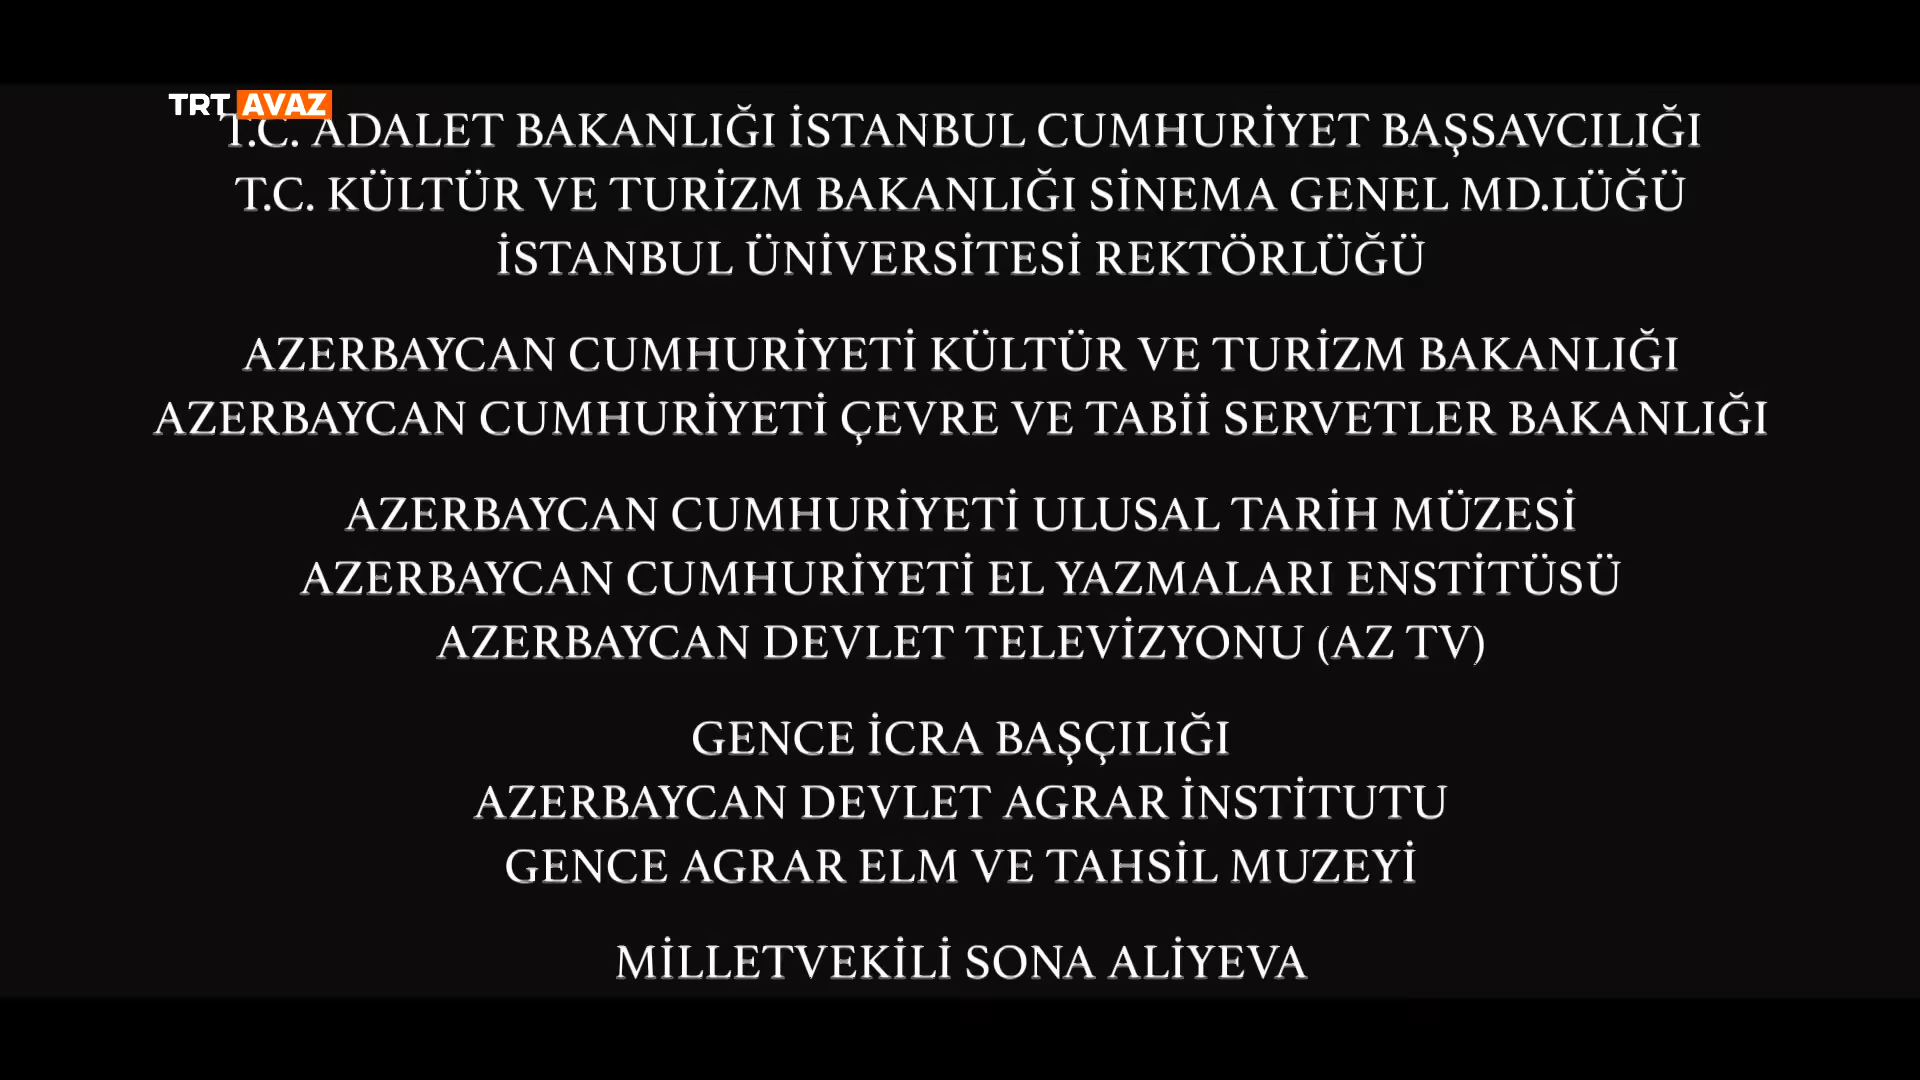 TRT AVAZ
T.C. ADALET BAKANLIĞI İSTANBUL CUMHURİYET BAŞSAVCILIĞI
T.C. KÜLTÜR VE TURİZM BAKANLIĞI SİNEMA GENEL MD.LÜĞÜ
İSTANBUL ÜNİVERSİTESİ REKTÖRLÜĞÜ
AZERBAYCAN CUMHURİYETİ KÜLTÜR VE TURİZM BAKANLIĞI
AZERBAYCAN CUMHURİYETİ ÇEVRE VE TABİİ SERVETLER BAKANLIĞI
AZERBAYCAN CUMHURİYETİ ULUSAL TARİH MÜZESİ
AZERBAYCAN CUMHURİYETİ EL YAZMALARI ENSTİTÜSÜ
AZERBAYCAN DEVLET TELEVİZYONU (AZ TV)
GENCE İCRA BAŞÇILIĞI
AZERBAYCAN DEVLET AGRAR İNSTİTUTU
GENCE AGRAR ELM VE TAHSİL MUZEYİ
MİLLETVEKİLİ SONA ALİYEVA